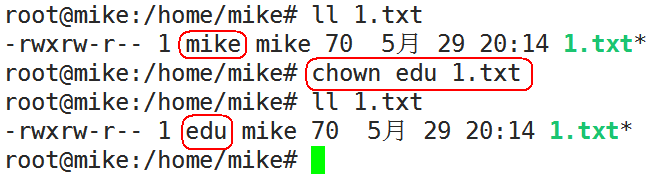 root@mike:/home/mike# ll 1.txt
-rwxrw-r-- 1 mike mike 70  5月 29 20:14 1.txt*
root@mike:/home/mike# chown edu 1.txt
root@mike:/home/mike# ll 1.txt
-rwxrw-r-- 1 edu mike 70  5月 29 20:14 1.txt*
root@mike:/home/mike#